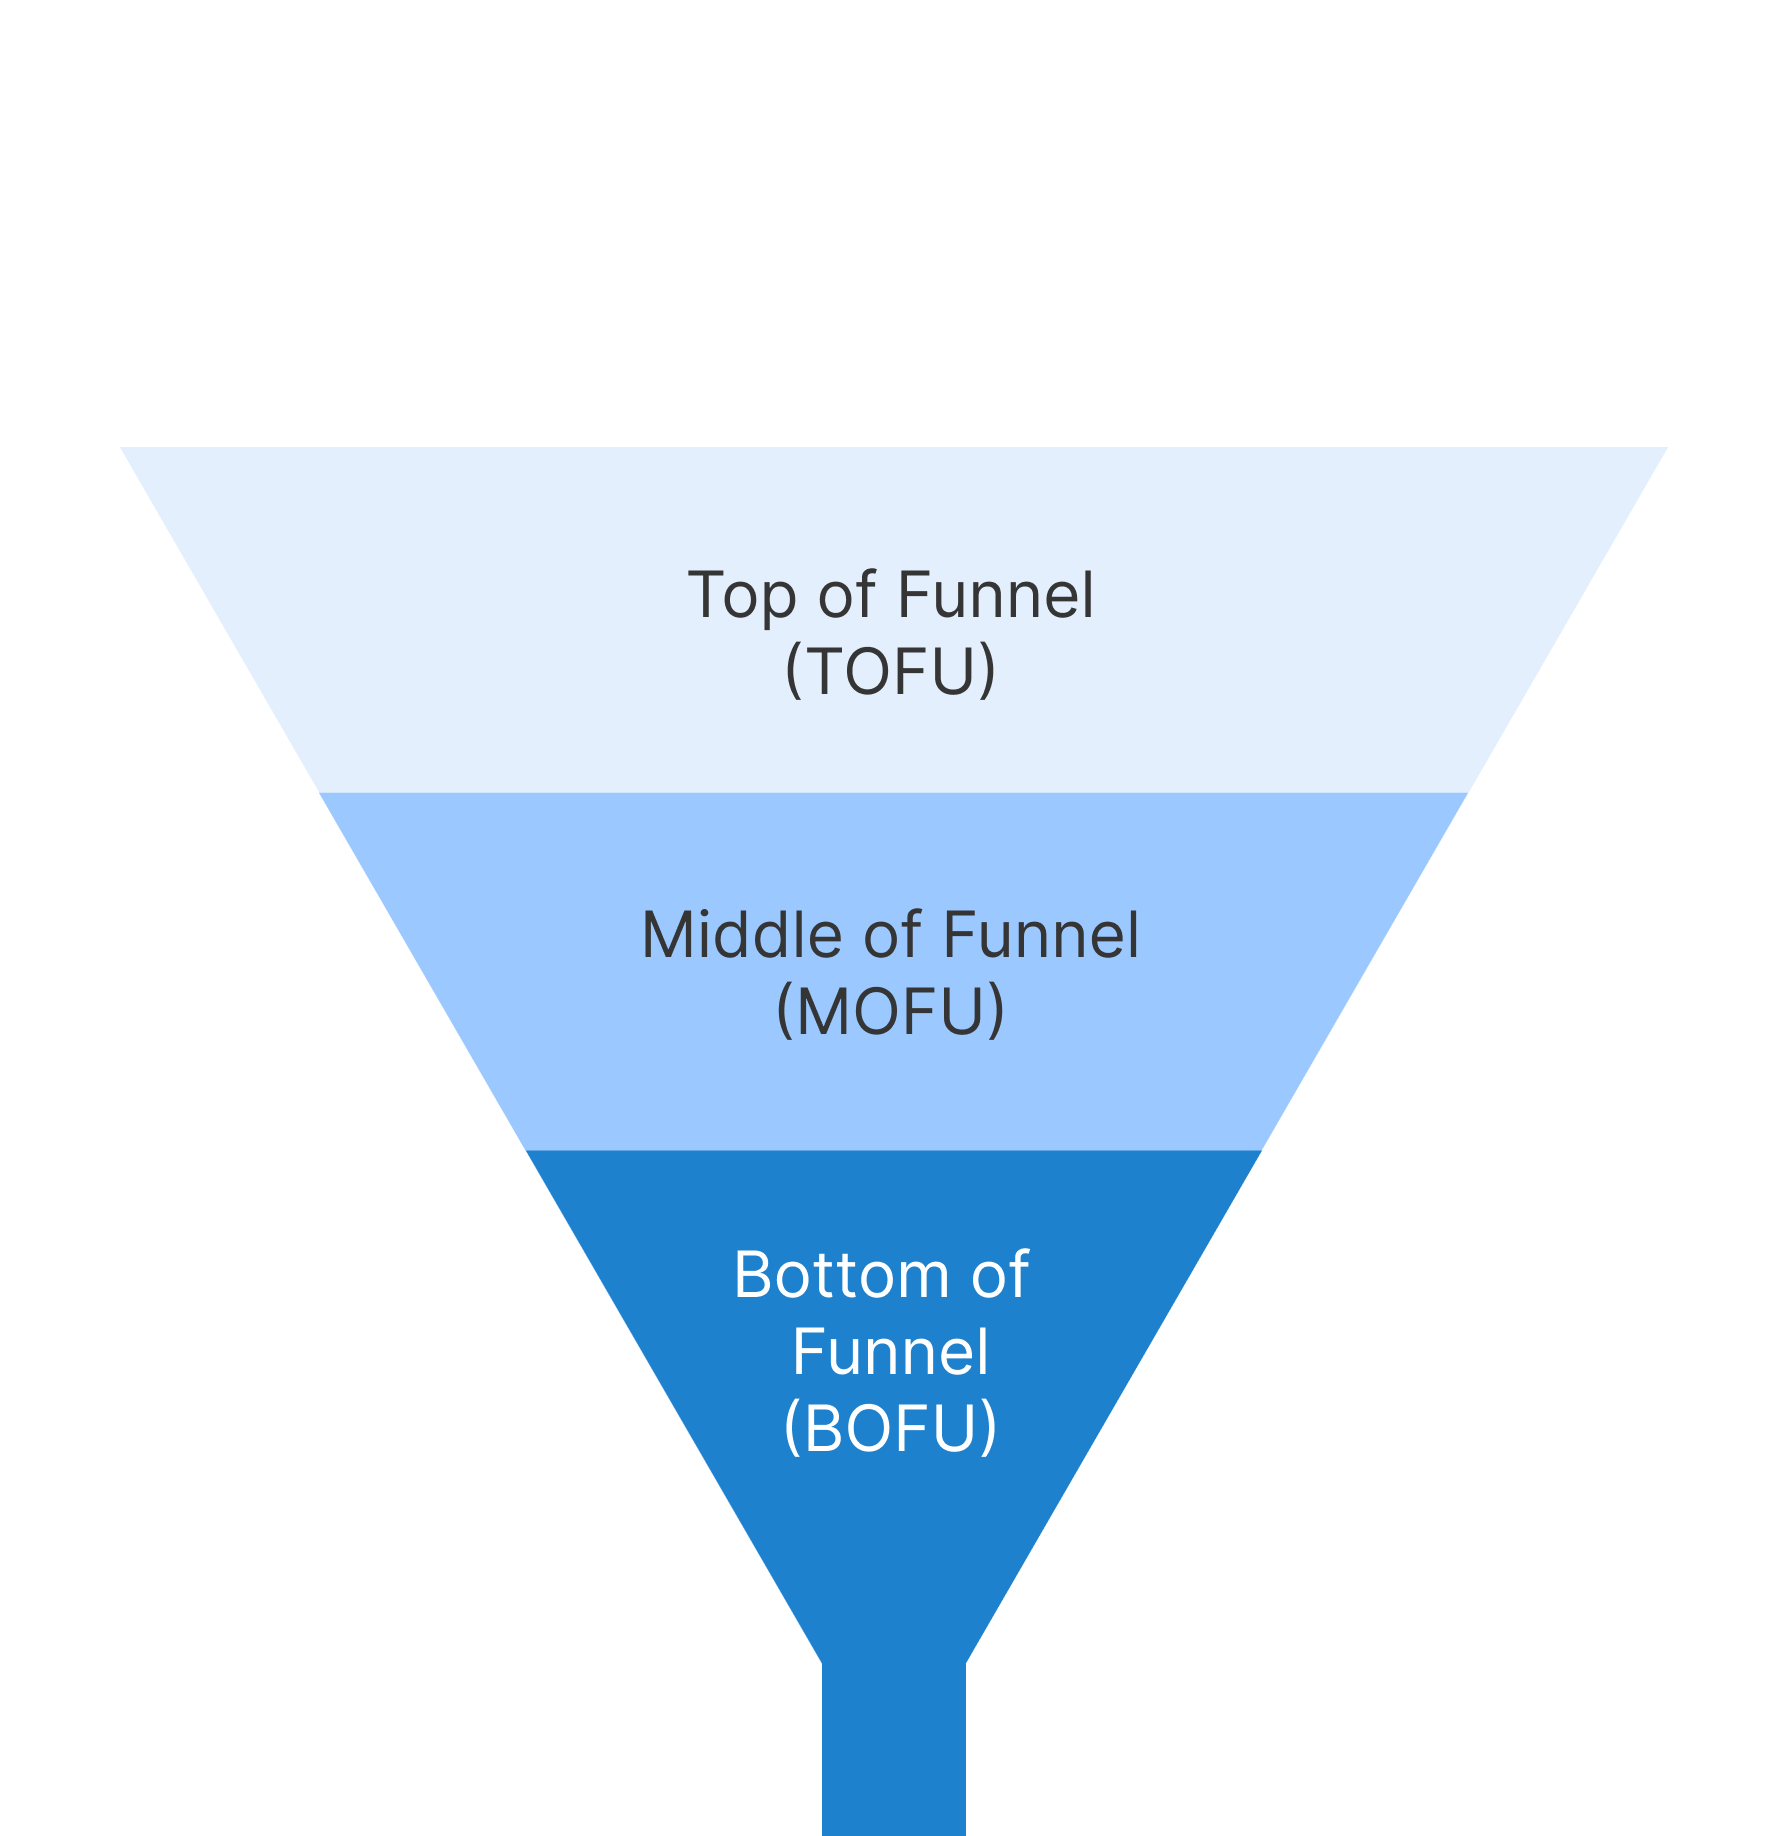 Top of Funnel
(TOFU)
Middle of Funnel
(MOFU)
Bottom of
Funnel
(BOFU)